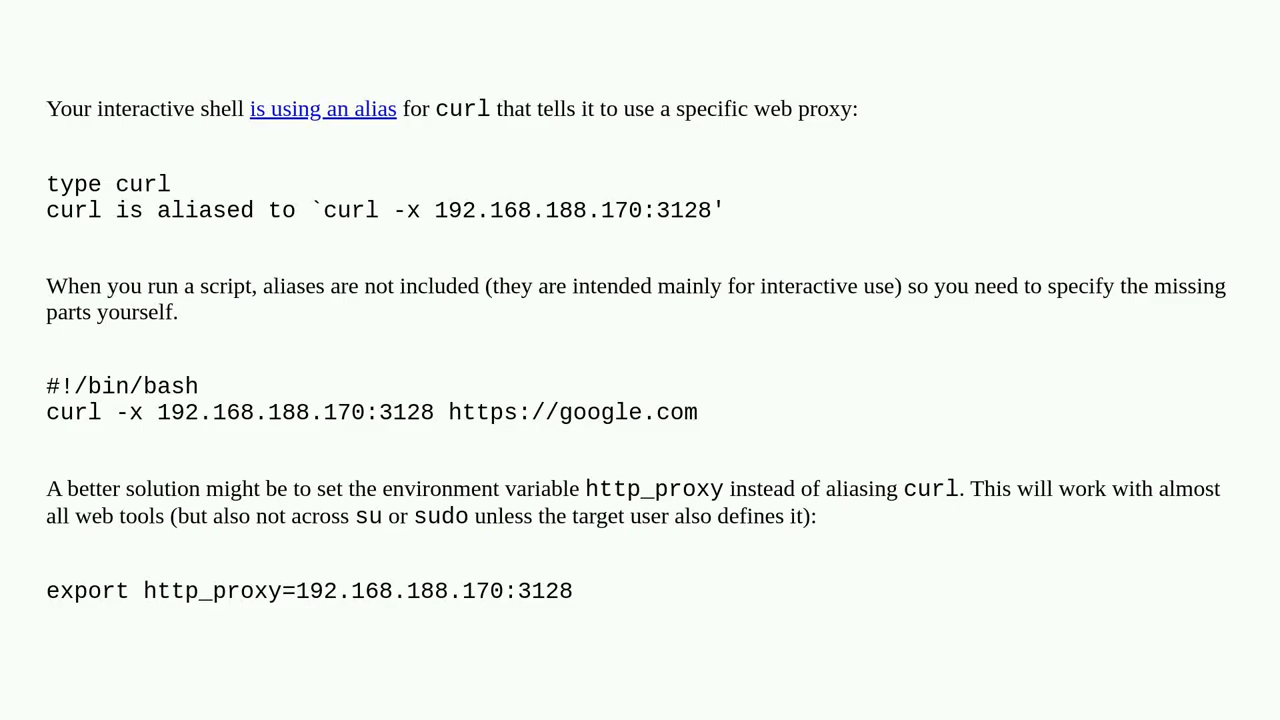 Your interactive shell is using an alias for curl that tells it to use a specific web proxy:
type curl
curl is aliased to `curl -x 192.168.188.170:3128'
When you run a script, aliases are not included (they are intended mainly for interactive use) so you need to specify the missing
parts yourself.
#!/bin/bash
curl -x 192.168.188.170:3128 https://google.com
A better solution might be to set the environment variable http_proxy instead of aliasing curl. This will work with almost
all web tools (but also not across su or sudo unless the target user also defines it):
export http_proxy=192.168.188.170:3128